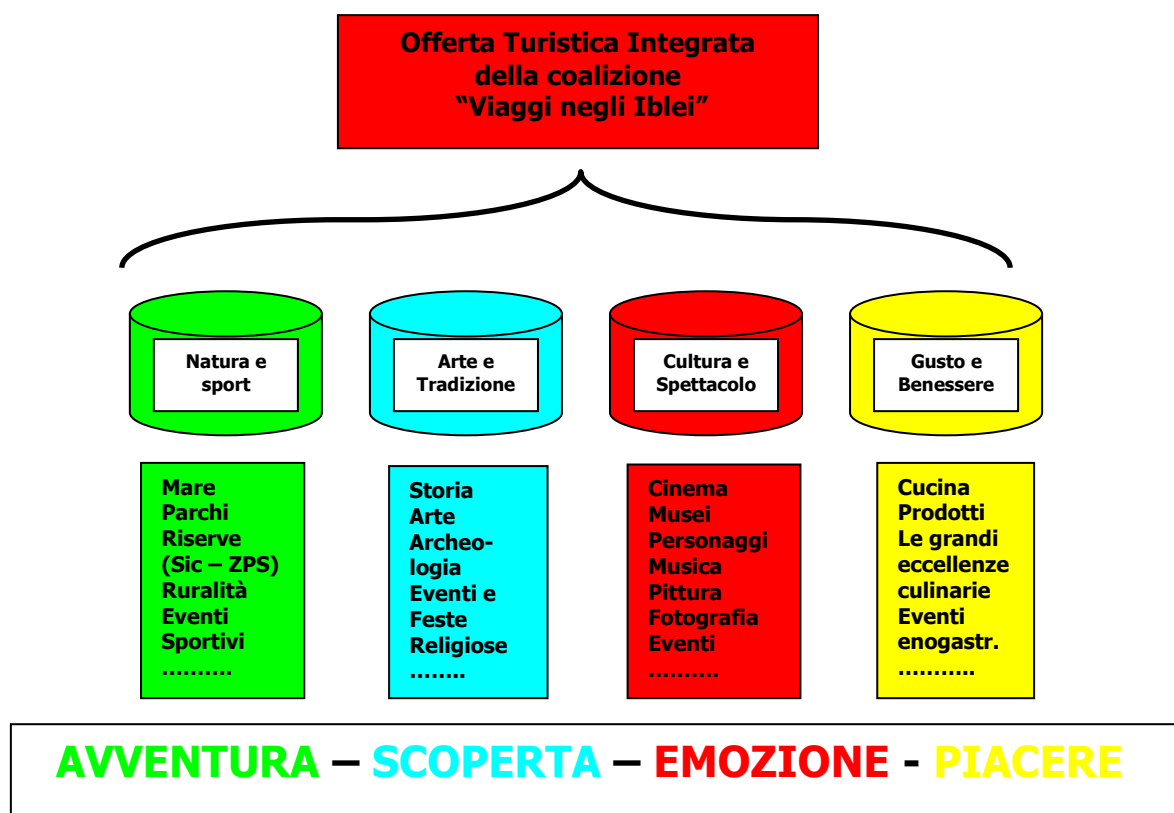 Offerta Turistica Integrata
della coalizione
“Viaggi negli Iblei”
Natura e
sport
Arte e
Tradizione
Cultura e
Spettacolo
Gusto e
Benessere
Mare
Parchi
Riserve
(Sic – ZPS)
Ruralità
Eventi
Sportivi
……….
Storia
Arte
Archeo-
logia
Eventi e
Feste
Religiose
……..
Cinema
Musei
Personaggi
Musica
Pittura
Fotografia
Eventi
……….
Cucina
Prodotti
Le grandi
eccellenze
culinarie
Eventi
enogastr.
………..
AVVENTURA – SCOPERTA – EMOZIONE - PIACERE